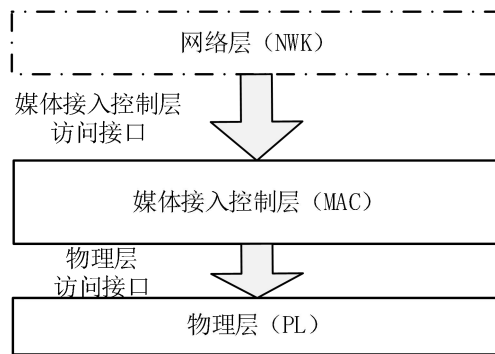 网络层（NWK）
媒体接入控制层
访问接口
媒体接入控制层（MAC）
物理层
访问接口
物理层（PL）